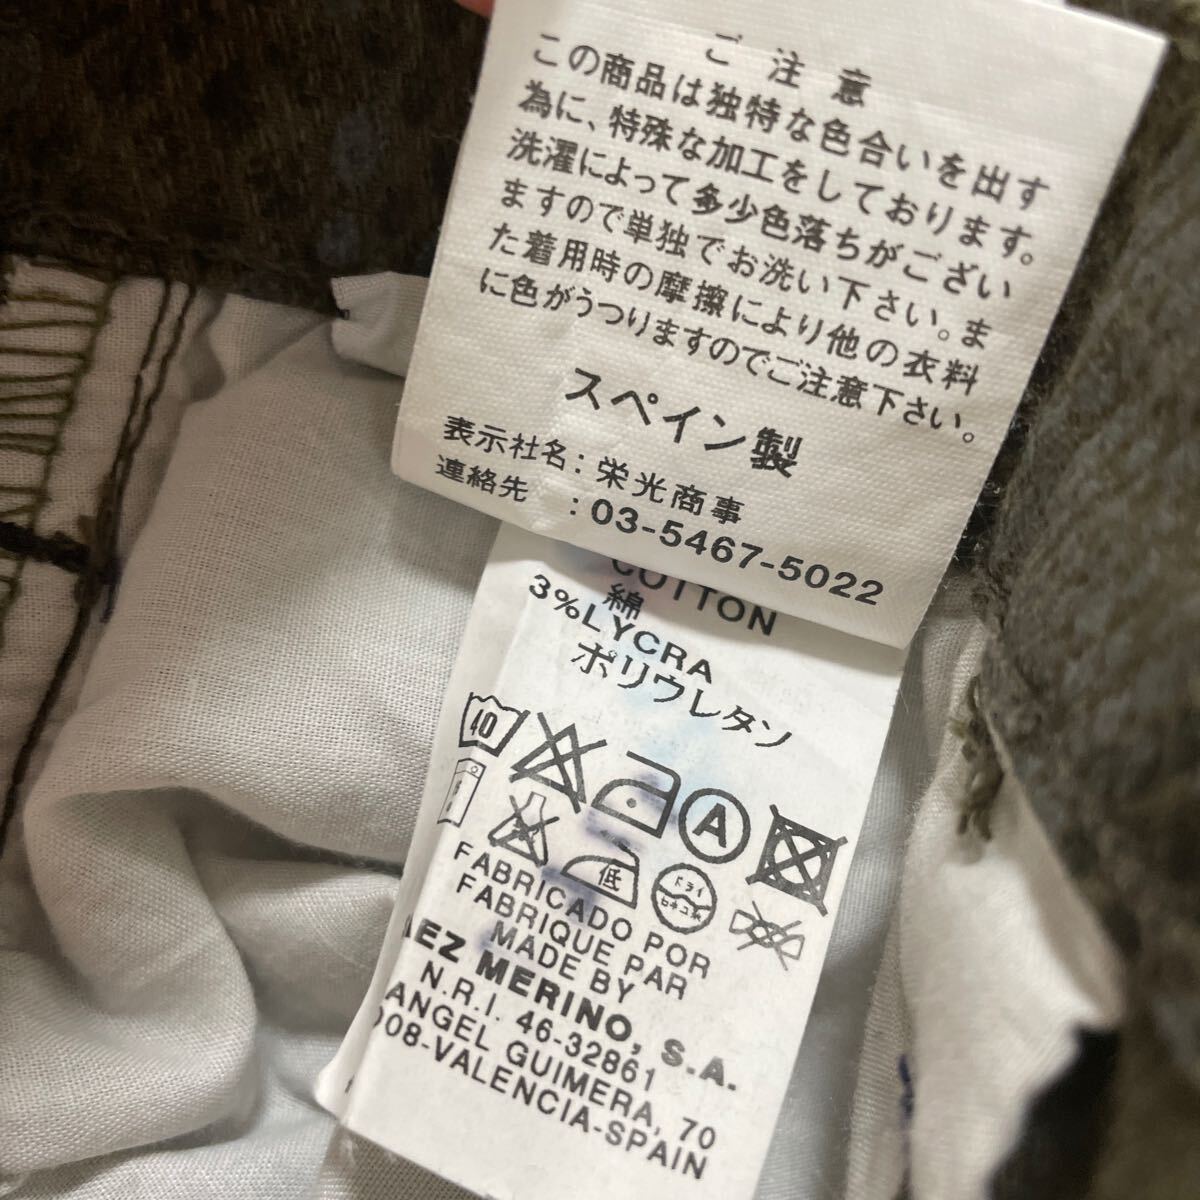 ご注意
この商品は独特な色合いを出す
為に、特殊な加工をしております。
洗濯によって多少色落ちがござい
ますので単独でお洗い下さい。ま
た着用時の摩擦により他の衣料
に色がうつりますのでご注意下さい。
スペイン製
表示社名：栄光商事
連絡先 ：03-5467-5022
COTTON
綿
3%LYCRA
ポリウレタン
40
A
低
ドライ
セキユ系
FABRICADO POR
FABRIQUE PAR
MADE BY
AEZ MERINO, S.A.
N.R.I. 46-32861
ANGEL GUIMERA, 70
008-VALENCIA-SPAIN